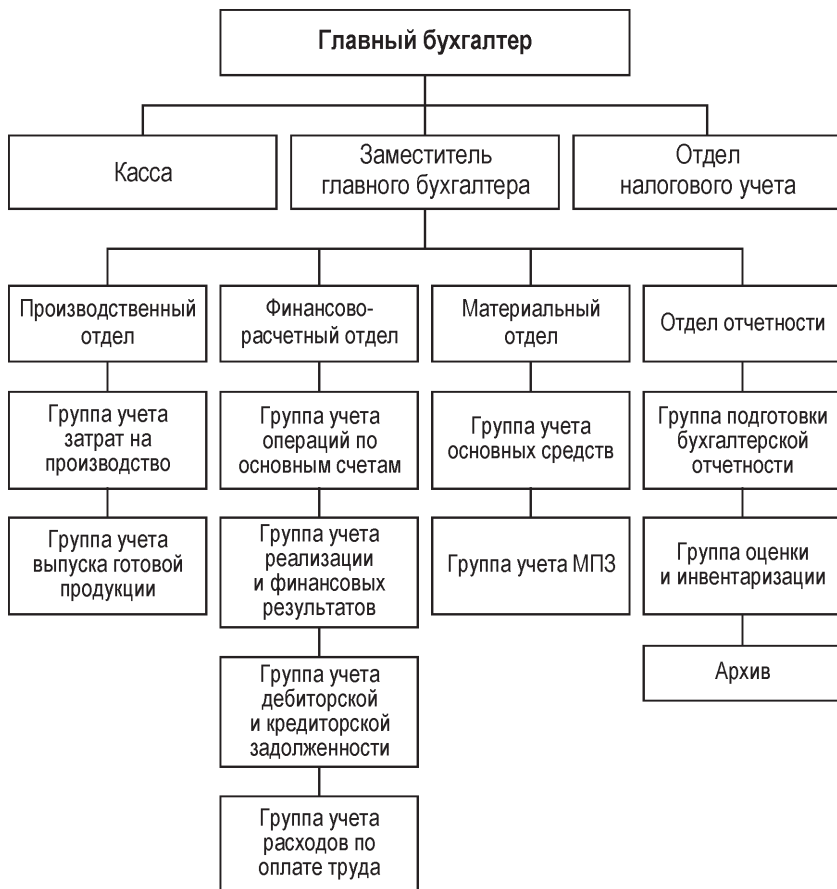 Главный бухгалтер
Касса
Заместитель
главного бухгалтера
Отдел
налогового учета
Производственный
отдел
Финансово-
расчетный отдел
Материальный
отдел
Отдел отчетности
Группа учета
затрат на
производство
Группа учета
операций по
основным счетам
Группа учета
основных средств
Группа подготовки
бухгалтерской
отчетности
Группа учета
выпуска готовой
продукции
Группа учета
реализации
и финансовых
результатов
Группа учета МПЗ
Группа оценки
и инвентаризации
Группа учета
дебиторской
и кредиторской
задолженности
Архив
Группа учета
расходов по
оплате труда